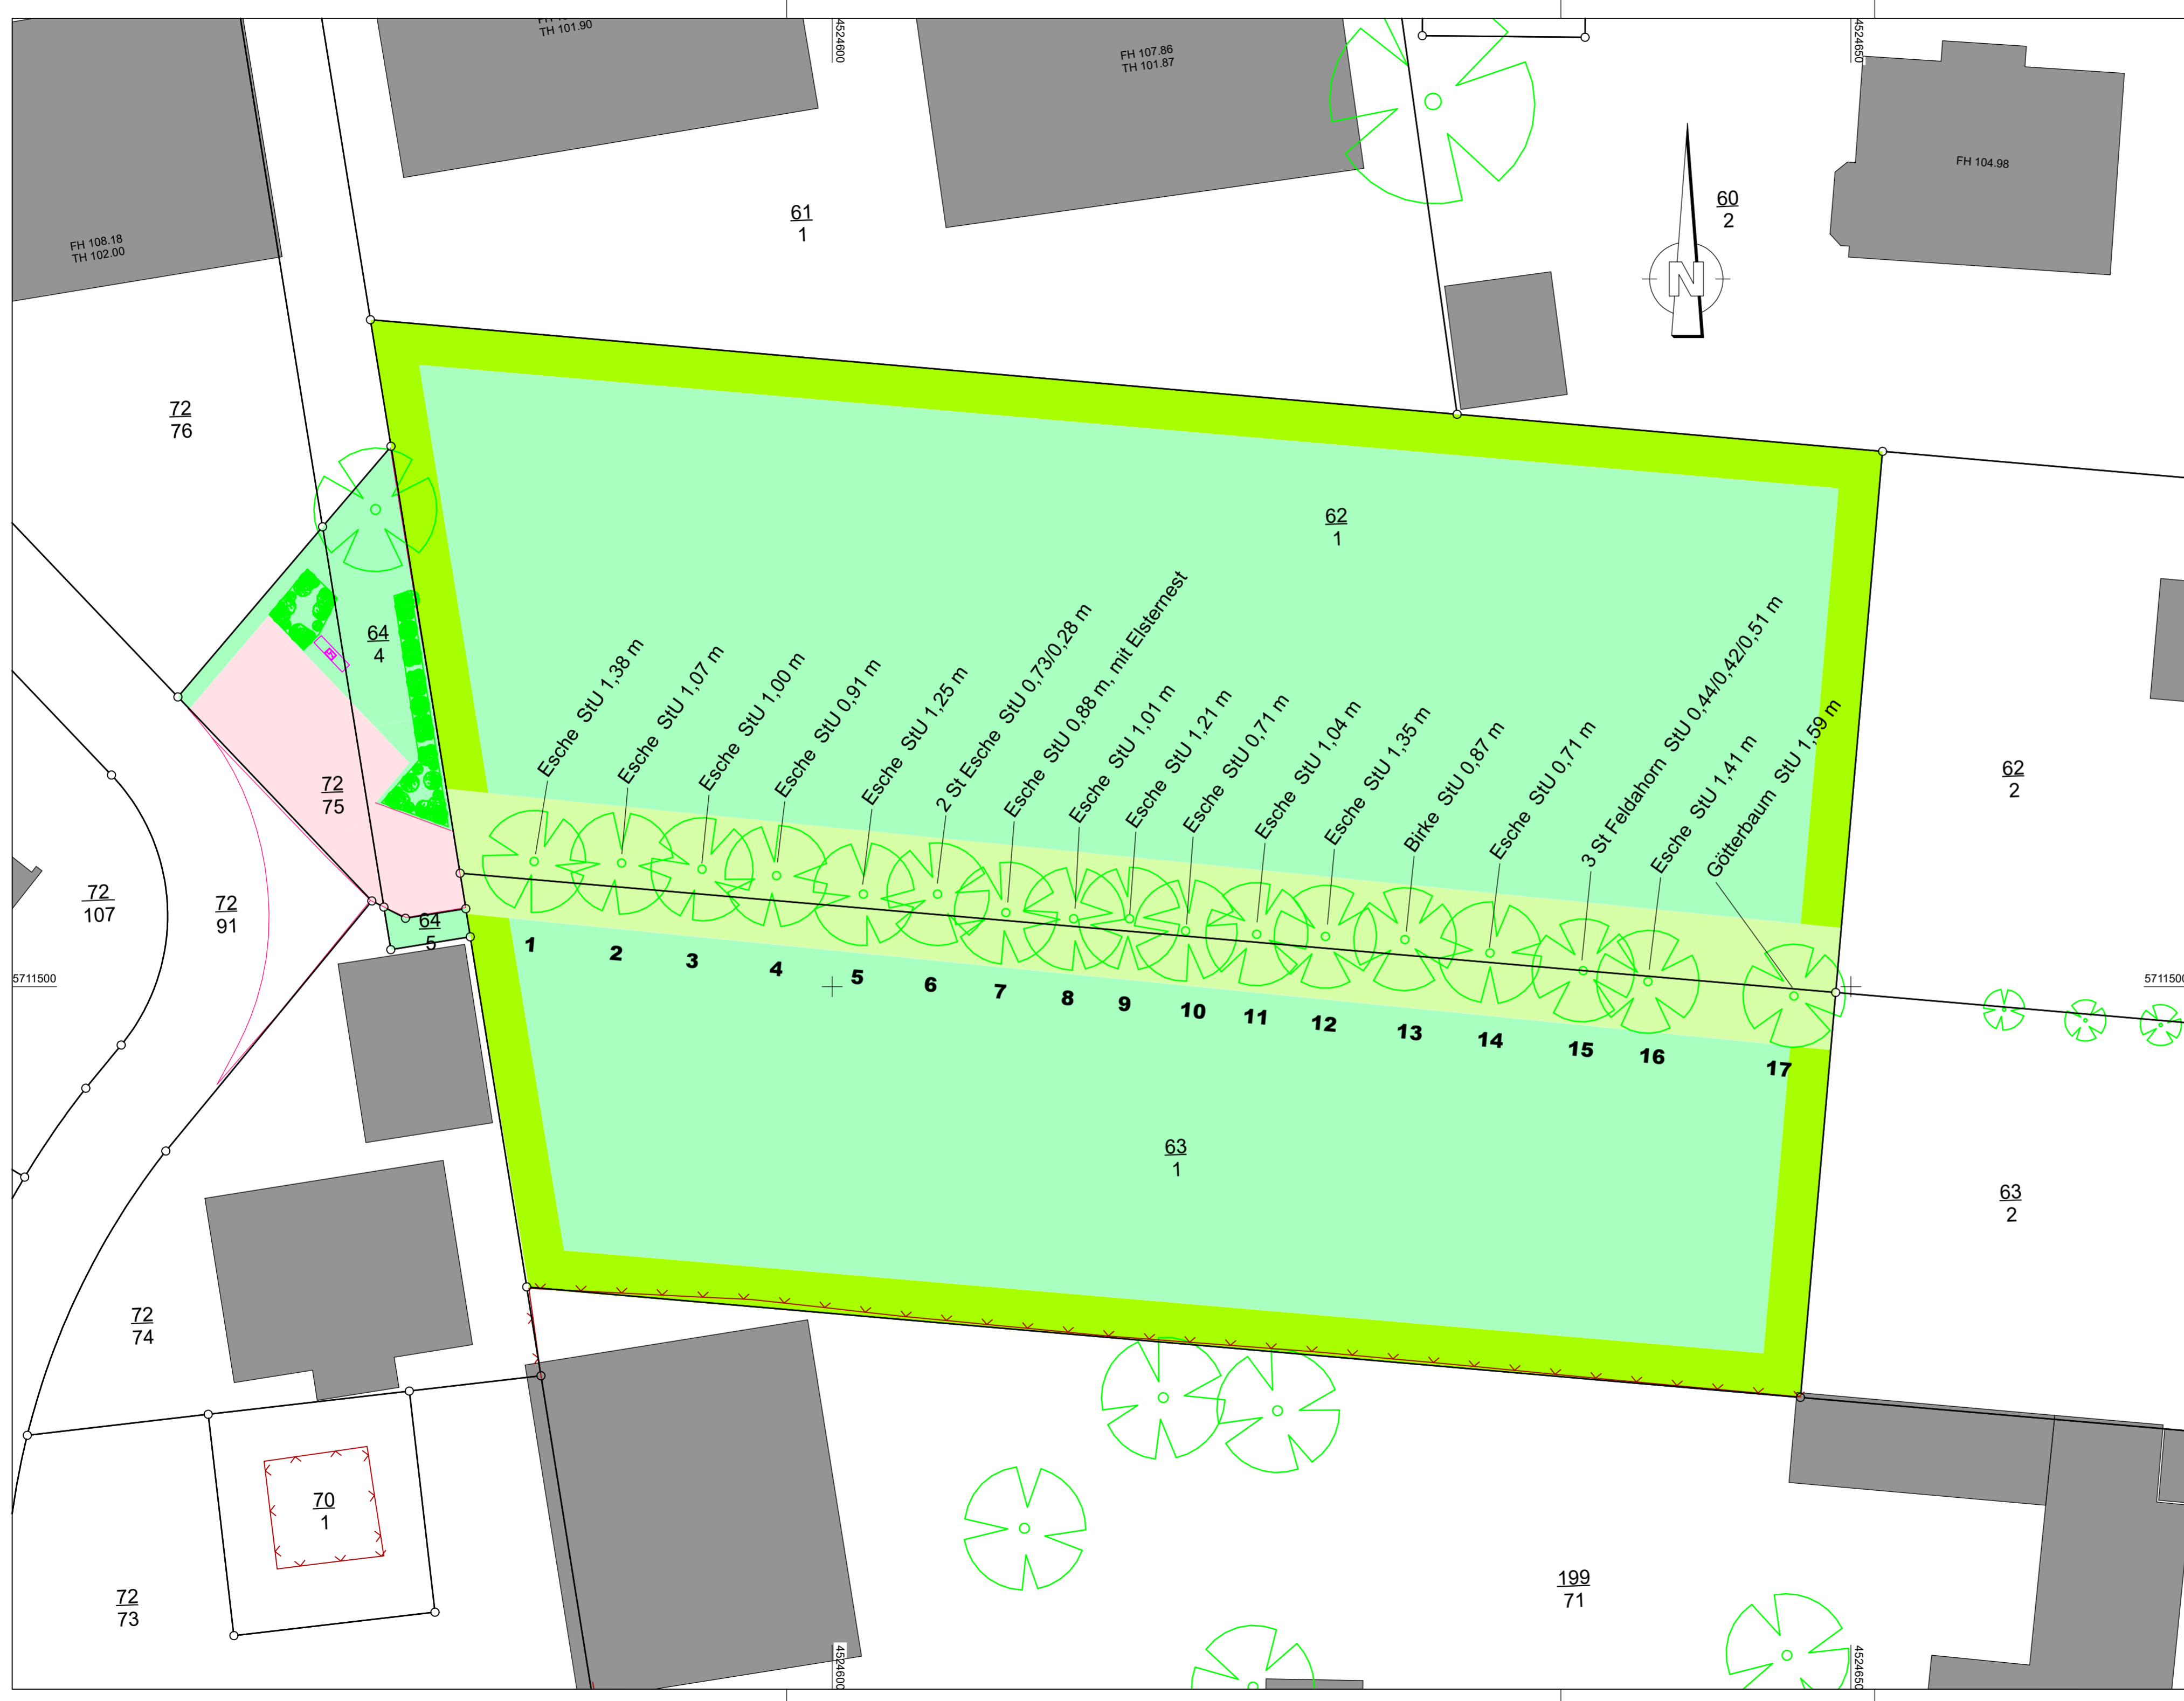 TH 101.90
4524600
FH 107.86
TH 101.87
4524650
FH 104.98
FH 108.18
TH 102.00
61
1
60
2
N
72
76
62
1
64
4
72
75
72
107
72
91
64
5
62
2
Esche StU 1,38 m
Esche StU 1,07 m
Esche StU 1,00 m
Esche StU 0,91 m
Esche StU 1,25 m
2 St Esche StU 0,73/0,28 m
Esche StU 0,88 m, mit Elsternest
Esche StU 1,01 m
Esche StU 1,21 m
Esche StU 0,71 m
Esche StU 1,04 m
Esche StU 1,35 m
Birke StU 0,87 m
Esche StU 0,71 m
3 St Feldahorn StU 0,44/0,42/0,51 m
Esche StU 1,41 m
Götterbaum StU 1,59 m
1
2
3
4
5
6
7
8
9
10
11
12
13
14
15
16
17
5711500
5711500
63
1
63
2
72
74
70
1
72
73
199
71
4524600
4524650